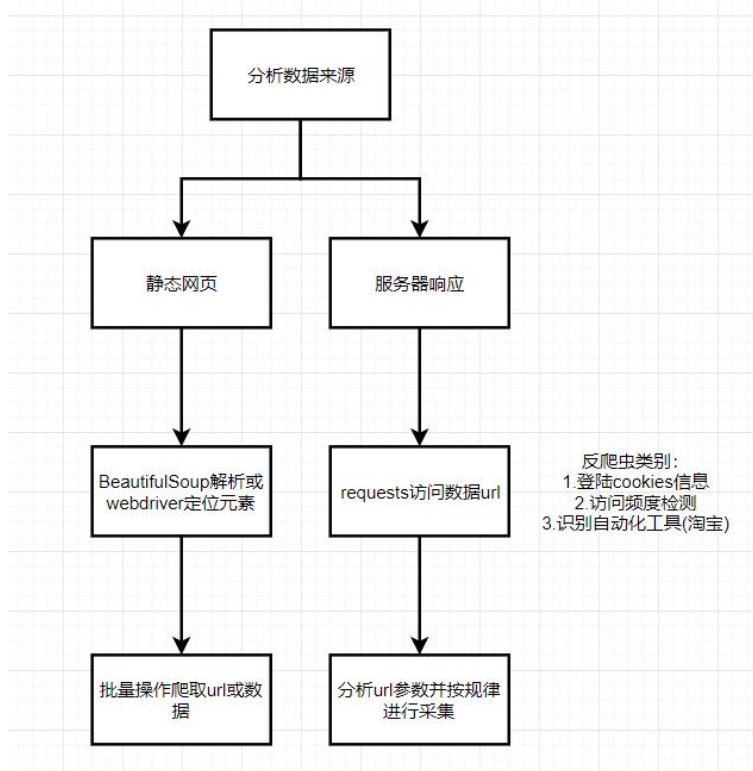 分析数据来源
静态网页
服务器响应
BeautifulSoup解析或
webdriver定位元素
requests访问数据url
反爬虫类别：
1.登陆cookies信息
2.访问频度检测
3.识别自动化工具(淘宝)
批量操作爬取url或数
据
分析url参数并按规律
进行采集